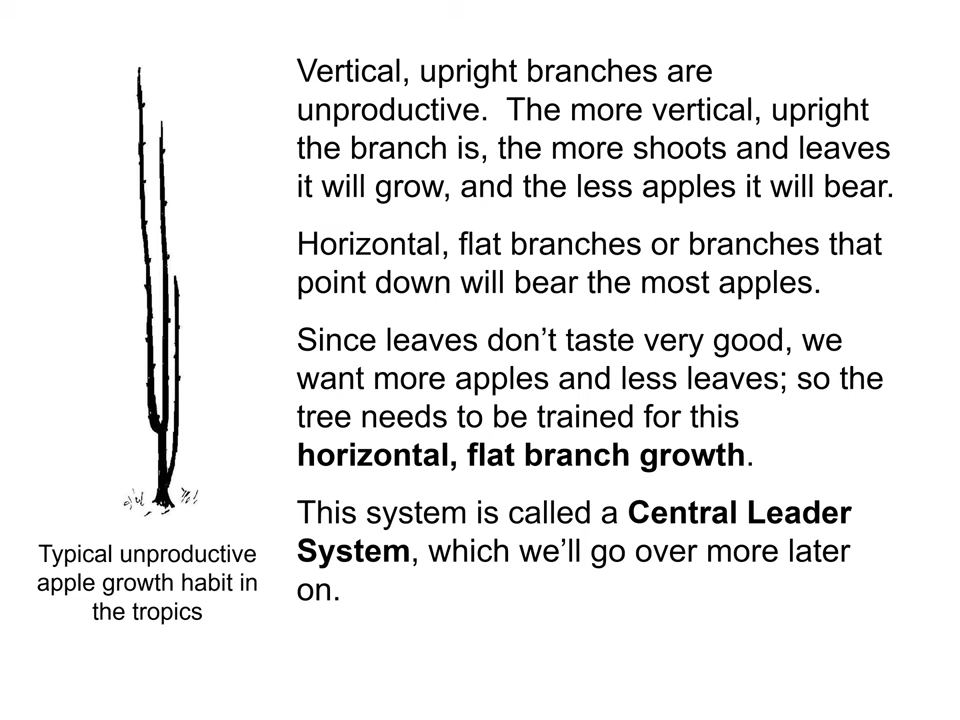 Vertical, upright branches are
unproductive.  The more vertical, upright
the branch is, the more shoots and leaves
it will grow, and the less apples it will bear.
Horizontal, flat branches or branches that
point down will bear the most apples.
Since leaves don’t taste very good, we
want more apples and less leaves; so the
tree needs to be trained for this
horizontal, flat branch growth.
This system is called a Central Leader
System, which we’ll go over more later
on.
Typical unproductive
apple growth habit in
the tropics